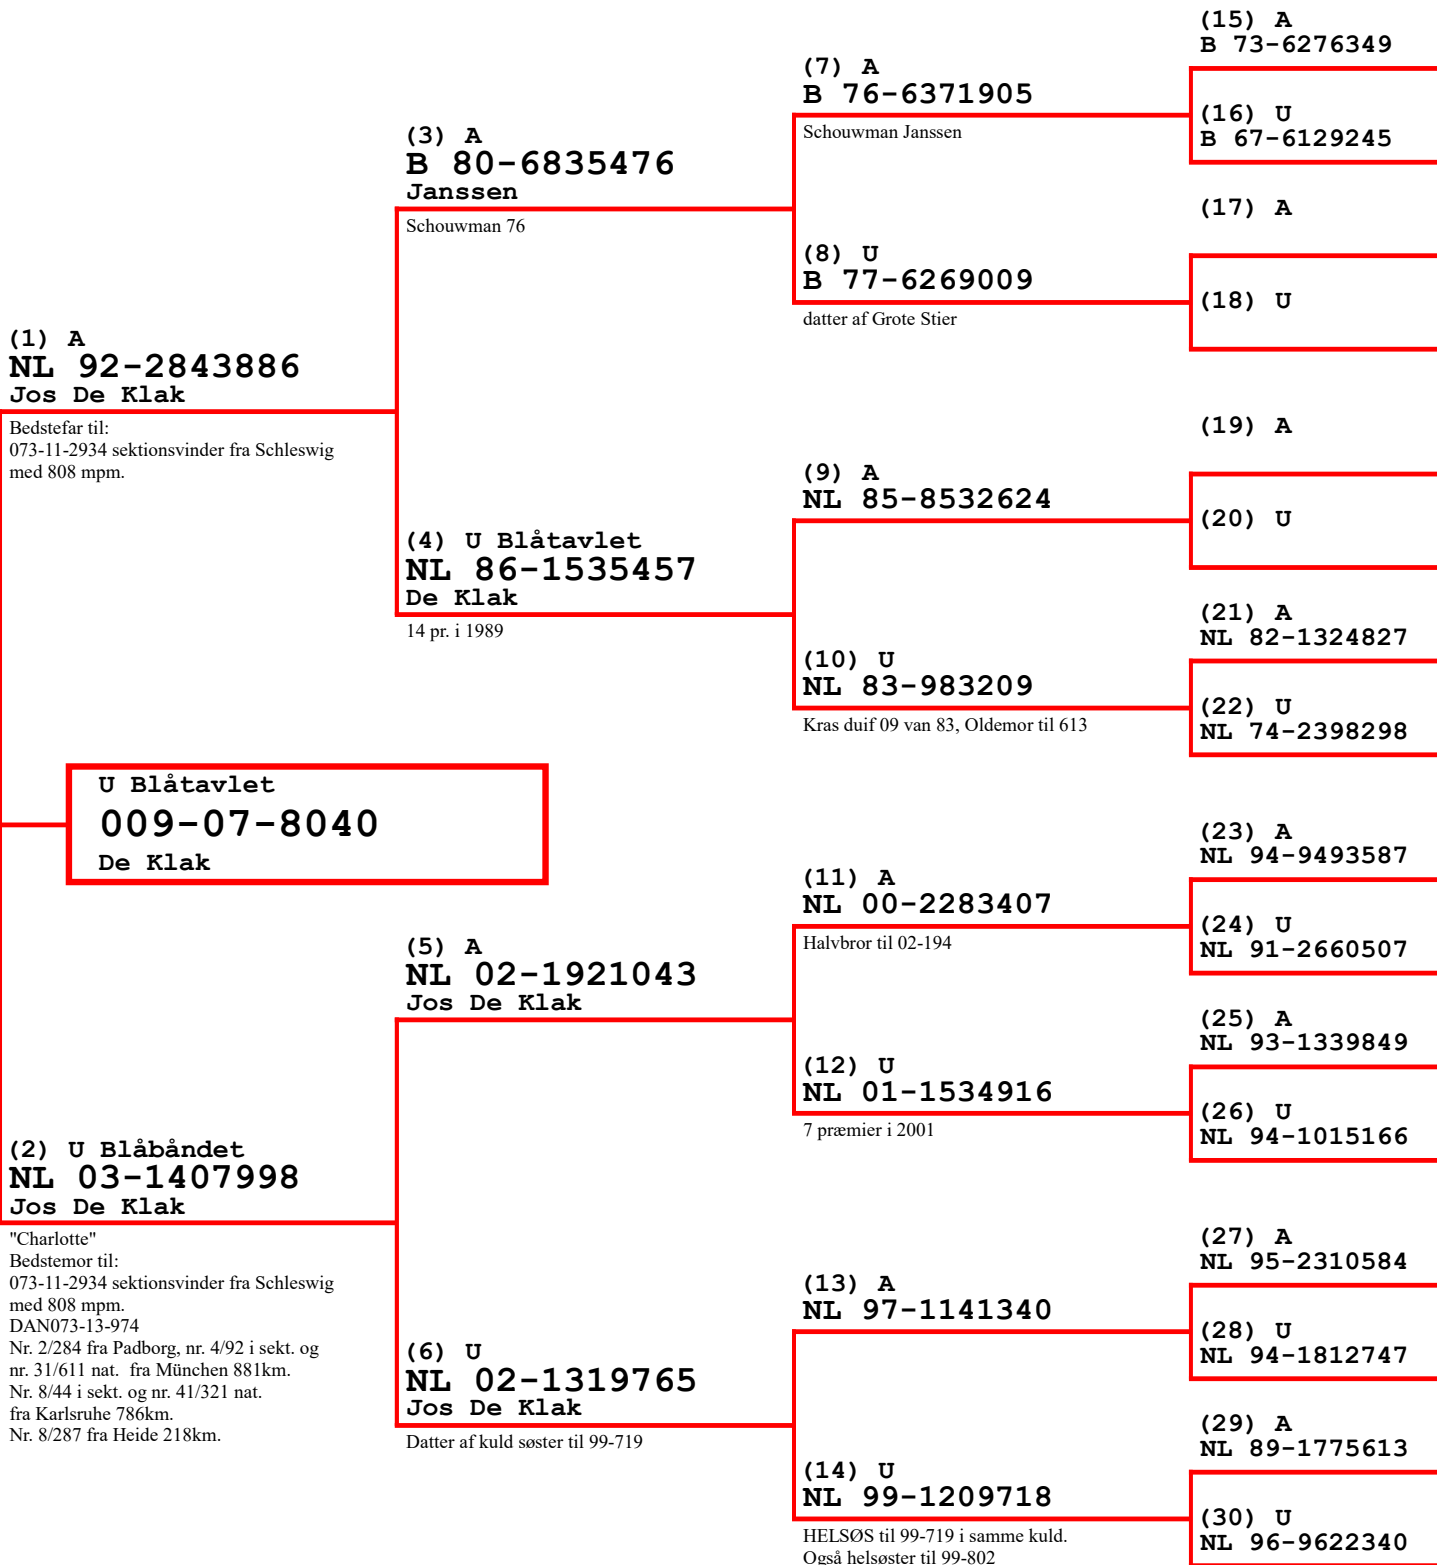 (1) A
NL 92-2843886
Jos De Klak
Bedstefar til:
073-11-2934 sektionsvinder fra Schleswig
med 808 mpm.
U Blåtavlet
009-07-8040
De Klak
(2) U Blåbåndet
NL 03-1407998
Jos De Klak
"Charlotte"
Bedstemor til:
073-11-2934 sektionsvinder fra Schleswig
med 808 mpm.
DAN073-13-974
Nr. 2/284 fra Padborg, nr. 4/92 i sekt. og
nr. 31/611 nat.  fra München 881km.
Nr. 8/44 i sekt. og nr. 41/321 nat.
fra Karlsruhe 786km.
Nr. 8/287 fra Heide 218km.
(3) A
B 80-6835476
Janssen
Schouwman 76
(4) U Blåtavlet
NL 86-1535457
De Klak
14 pr. i 1989
(5) A
NL 02-1921043
Jos De Klak
(6) U
NL 02-1319765
Jos De Klak
Datter af kuld søster til 99-719
(7) A
B 76-6371905
Schouwman Janssen
(8) U
B 77-6269009
datter af Grote Stier
(9) A
NL 85-8532624
(10) U
NL 83-983209
Kras duif 09 van 83, Oldemor til 613
(11) A
NL 00-2283407
Halvbror til 02-194
(12) U
NL 01-1534916
7 præmier i 2001
(13) A
NL 97-1141340
(14) U
NL 99-1209718
HELSØS til 99-719 i samme kuld.
Også helsøster til 99-802
(15) A
B 73-6276349
(16) U
B 67-6129245
(17) A
(18) U
(19) A
(20) U
(21) A
NL 82-1324827
(22) U
NL 74-2398298
(23) A
NL 94-9493587
(24) U
NL 91-2660507
(25) A
NL 93-1339849
(26) U
NL 94-1015166
(27) A
NL 95-2310584
(28) U
NL 94-1812747
(29) A
NL 89-1775613
(30) U
NL 96-9622340